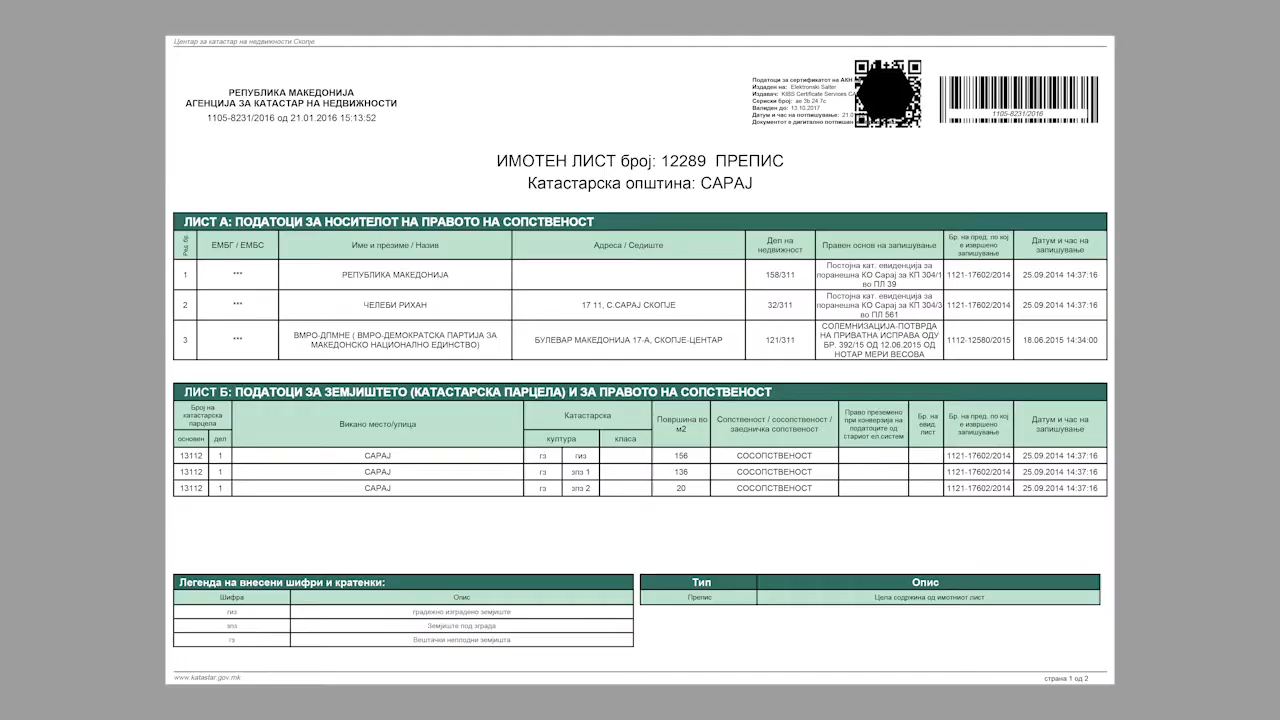 Центар за катастар на недвижности Скопје
РЕПУБЛИКА МАКЕДОНИЈА
АГЕНЦИЈА ЗА КАТАСТАР НА НЕДВИЖНОСТИ
1105-8231/2016 од 21.01.2016 15:13:52
Податоци за сертификатот на АКН
Издаден на: Elektronski Salter
Издавач: KIBS Certificate Services CA
Сериски број: ae 3b 24 7c
Валиден до: 13.10.2017
Датум и час на потпишување: 21.0
Документот е дигитално потпишан
1105-8231/2016
ИМОТЕН ЛИСТ број: 12289 ПРЕПИС
Катастарска општина: САРАЈ
ЛИСТ А: ПОДАТОЦИ ЗА НОСИТЕЛОТ НА ПРАВОТО НА СОПСТВЕНОСТ
Ред. бр. ЕМБГ / ЕМБС Име и презиме / Назив Адреса / Седиште Дел на недвижност Правен основ на запишување Бр. на пред. по кој е извршено запишување Датум и час на запишување
1 *** РЕПУБЛИКА МАКЕДОНИЈА 158/311 Постојна кат. евиденција за поранешна КО Сарај за КП 304/1 во ПЛ 39 1121-17602/2014 25.09.2014 14:37:16
2 *** ЧЕЛЕБИ РИХАН 17 11, С.САРАЈ СКОПЈЕ 32/311 Постојна кат. евиденција за поранешна КО Сарај за КП 304/3 во ПЛ 561 1121-17602/2014 25.09.2014 14:37:16
3 *** ВМРО-ДПМНЕ ( ВМРО-ДЕМОКРАТСКА ПАРТИЈА ЗА МАКЕДОНСКО НАЦИОНАЛНО ЕДИНСТВО) БУЛЕВАР МАКЕДОНИЈА 17-А, СКОПЈЕ-ЦЕНТАР 121/311 СОЛЕМНИЗАЦИЈА-ПОТВРДА НА ПРИВАТНА ИСПРАВА ОДУ БР. 392/15 ОД 12.06.2015 ОД НОТАР МЕРИ ВЕСОВА 1112-12580/2015 18.06.2015 14:34:00
ЛИСТ Б: ПОДАТОЦИ ЗА ЗЕМЈИШТЕТО (КАТАСТАРСКА ПАРЦЕЛА) И ЗА ПРАВОТО НА СОПСТВЕНОСТ
Број на катастарска парцела Викано место/улица Катастарска Површина во м2 Сопственост / сосопственост / заедничка сопственост Право преземено при конверзија на податоците од стариот ел.систем Бр. на евид. лист Бр. на пред. по кој е извршено запишување Датум и час на запишување
основен дел култура класа
13112 1 САРАЈ гз гиз 156 СОСОПСТВЕНОСТ 1121-17602/2014 25.09.2014 14:37:16
13112 1 САРАЈ гз зпз 1 136 СОСОПСТВЕНОСТ 1121-17602/2014 25.09.2014 14:37:16
13112 1 САРАЈ гз зпз 2 20 СОСОПСТВЕНОСТ 1121-17602/2014 25.09.2014 14:37:16
Легенда на внесени шифри и кратенки:
Шифра Опис
гиз градежно изградено земјиште
зпз Земјиште под зграда
гз Вештачки неплодни земјишта
Тип Опис
Препис Цела содржина од имотниот лист
www.katastar.gov.mk
страна 1 од 2